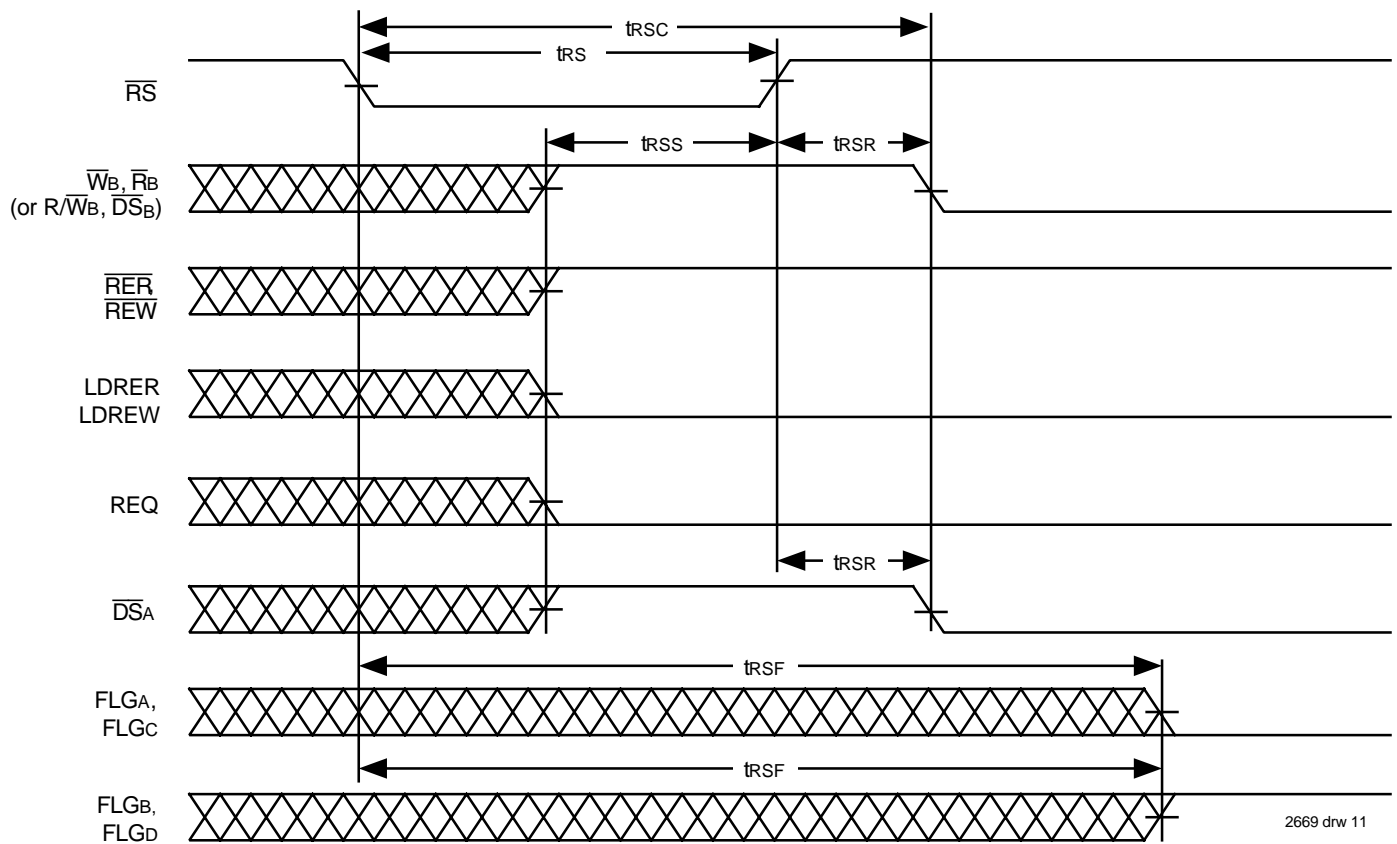 tRSC
tRS
RS
tRSS
tRSR
WB, RB
(or R/WB, DSB)
RER,
REW
LDRER
LDREW
REQ
tRSR
DSA
tRSF
FLGA,
FLGC
tRSF
FLGB,
FLGD
2669 drw 11